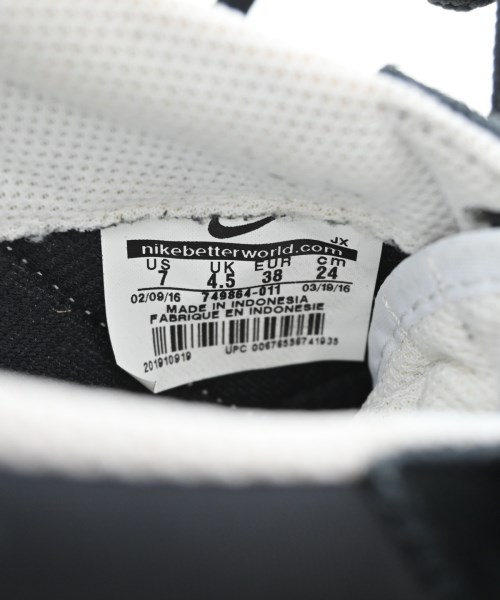 JX
nikebetterworld.com
US UK EUR cm
7 4.5 38 24
02/09/16 749864-011 03/19/16
MADE IN INDONESIA
FABRIQUE EN INDONESIE
201910919 UPC 00676556741935